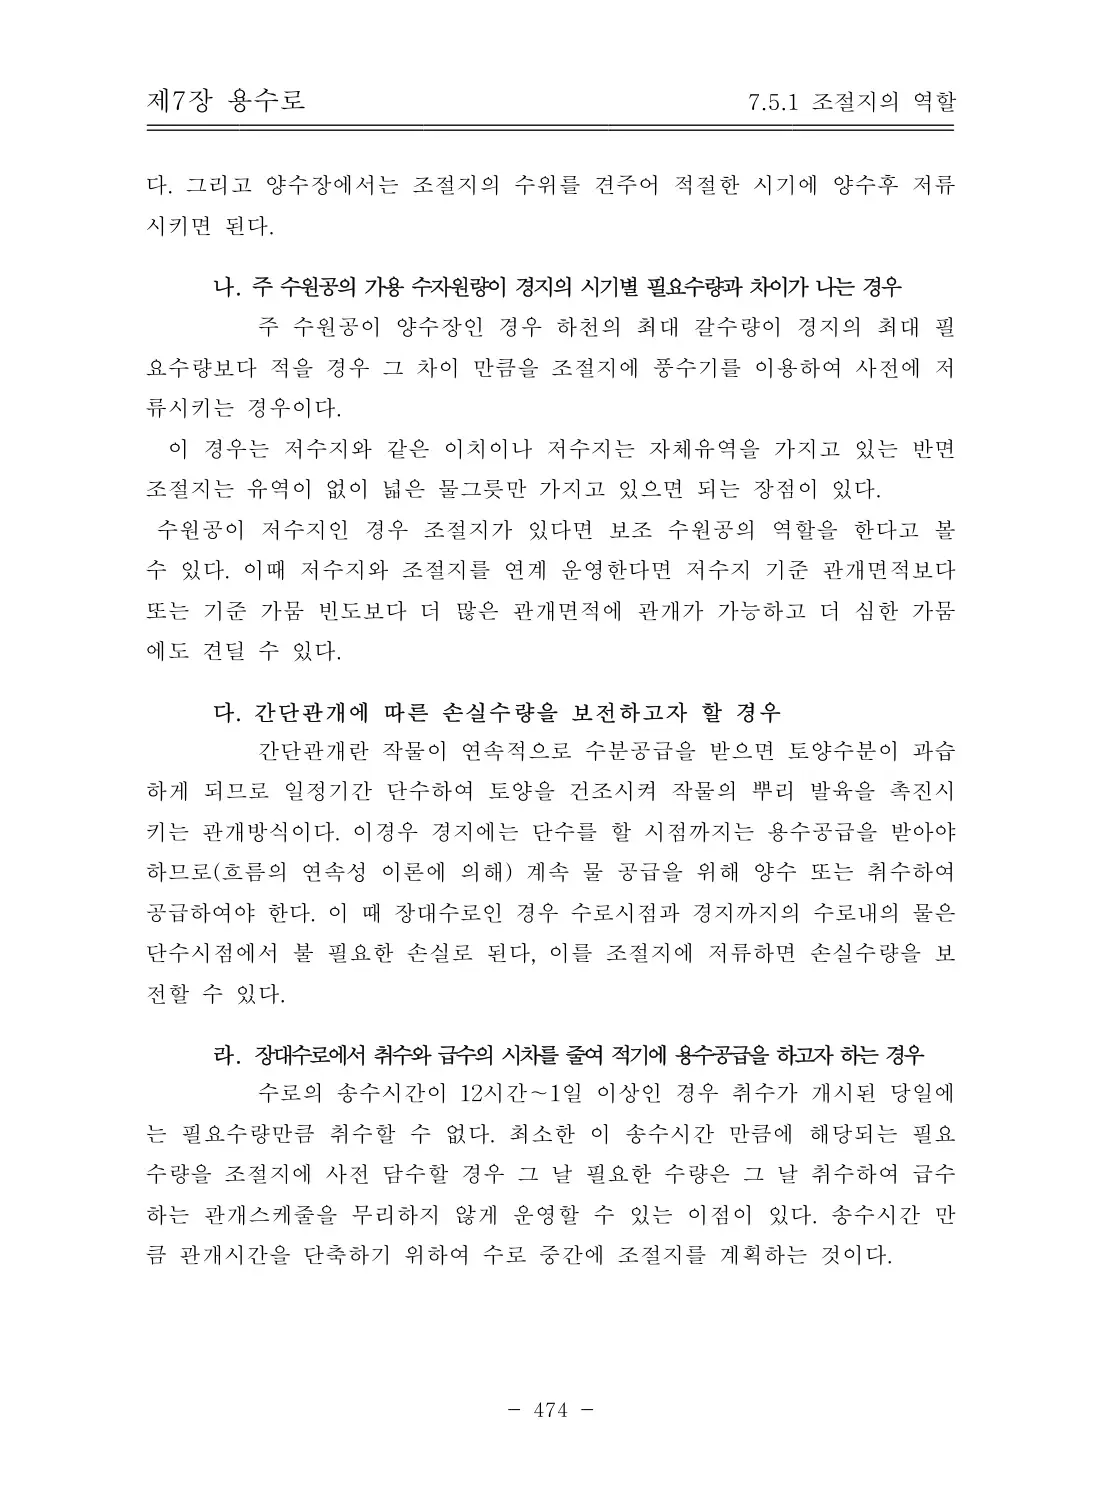 제7장 용수로
7.5.1 조절지의 역할
다. 그리고 양수장에서는 조절지의 수위를 견주어 적절한 시기에 양수후 저류
시키면 된다.
나. 주 수원공의 가용 수자원량이 경지의 시기별 필요수량과 차이가 나는 경우
주 수원공이 양수장인 경우 하천의 최대 갈수량이 경지의 최대 필
요수량보다 적을 경우 그 차이 만큼을 조절지에 풍수기를 이용하여 사전에 저
류시키는 경우이다.
이 경우는 저수지와 같은 이치이나 저수지는 자체유역을 가지고 있는 반면
조절지는 유역이 없이 넓은 물그릇만 가지고 있으면 되는 장점이 있다.
수원공이 저수지인 경우 조절지가 있다면 보조 수원공의 역할을 한다고 볼
수 있다. 이때 저수지와 조절지를 연계 운영한다면 저수지 기준 관개면적보다
또는 기준 가뭄 빈도보다 더 많은 관개면적에 관개가 가능하고 더 심한 가뭄
에도 견딜 수 있다.
다. 간단관개에 따른 손실수량을 보전하고자 할 경우
간단관개란 작물이 연속적으로 수분공급을 받으면 토양수분이 과습
하게 되므로 일정기간 단수하여 토양을 건조시켜 작물의 뿌리 발육을 촉진시
키는 관개방식이다. 이경우 경지에는 단수를 할 시점까지는 용수공급을 받아야
하므로(흐름의 연속성 이론에 의해) 계속 물 공급을 위해 양수 또는 취수하여
공급하여야 한다. 이 때 장대수로인 경우 수로시점과 경지까지의 수로내의 물은
단수시점에서 불 필요한 손실로 된다, 이를 조절지에 저류하면 손실수량을 보
전할 수 있다.
라. 장대수로에서 취수와 급수의 시차를 줄여 적기에 용수공급을 하고자 하는 경우
수로의 송수시간이 12시간~1일 이상인 경우 취수가 개시된 당일에
는 필요수량만큼 취수할 수 없다. 최소한 이 송수시간 만큼에 해당되는 필요
수량을 조절지에 사전 담수할 경우 그 날 필요한 수량은 그 날 취수하여 급수
하는 관개스케줄을 무리하지 않게 운영할 수 있는 이점이 있다. 송수시간 만
큼 관개시간을 단축하기 위하여 수로 중간에 조절지를 계획하는 것이다.
- 474 -